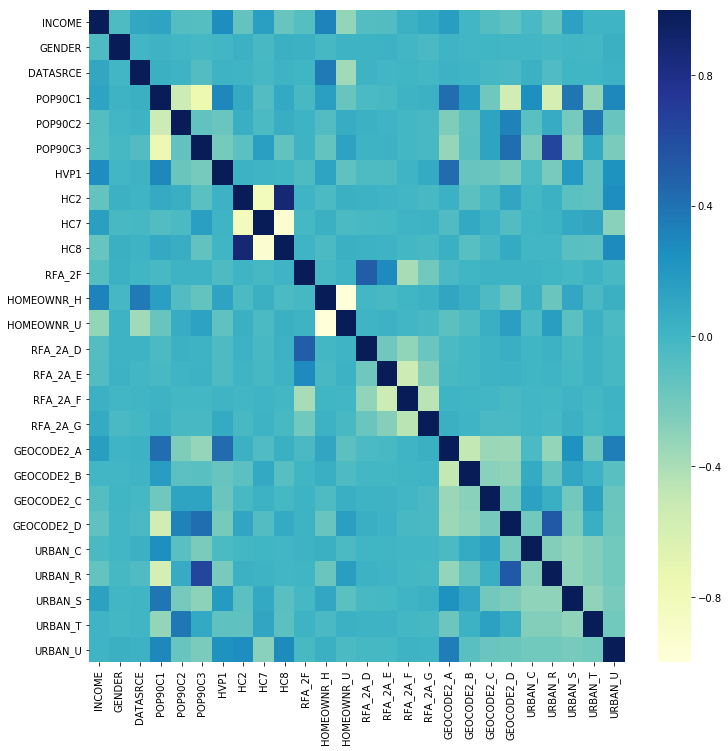 INCOME
GENDER
DATASRCE
POP90C1
POP90C2
POP90C3
HVP1
HC2
HC7
HC8
RFA_2F
HOMEOWNR_H
HOMEOWNR_U
RFA_2A_D
RFA_2A_E
RFA_2A_F
RFA_2A_G
GEOCODE2_A
GEOCODE2_B
GEOCODE2_C
GEOCODE2_D
URBAN_C
URBAN_R
URBAN_S
URBAN_T
URBAN_U
INCOME
GENDER
DATASRCE
POP90C1
POP90C2
POP90C3
HVP1
HC2
HC7
HC8
RFA_2F
HOMEOWNR_H
HOMEOWNR_U
RFA_2A_D
RFA_2A_E
RFA_2A_F
RFA_2A_G
GEOCODE2_A
GEOCODE2_B
GEOCODE2_C
GEOCODE2_D
URBAN_C
URBAN_R
URBAN_S
URBAN_T
URBAN_U
0.8
0.4
0.0
−0.4
−0.8